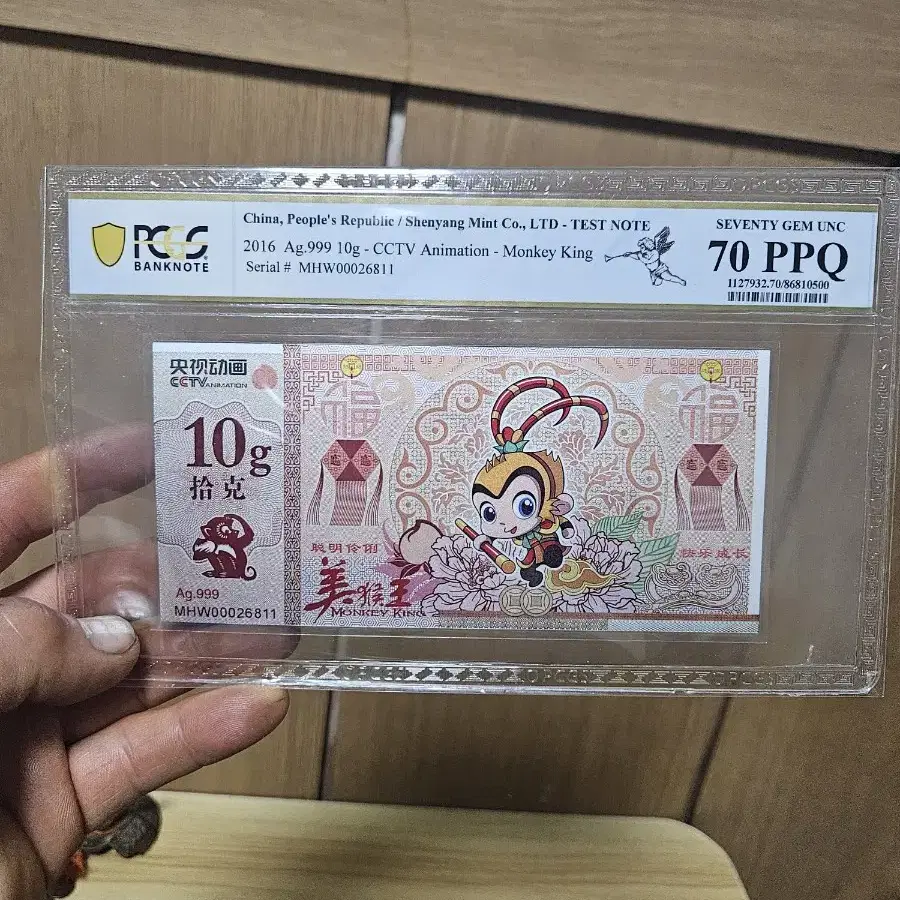 PCGS
BANKNOTE
China, People's Republic / Shenyang Mint Co., LTD - TEST NOTE
2016 Ag.999 10g - CCTV Animation - Monkey King
Serial # MHW00026811
SEVENTY GEM UNC
70 PPQ
1127932.70/86810500
央视动画
CCTV ANIMATION
10g
拾克
Ag.999
MHW00026811
福
福
聪明伶俐
美猴王
MONKEY KING
快乐成长